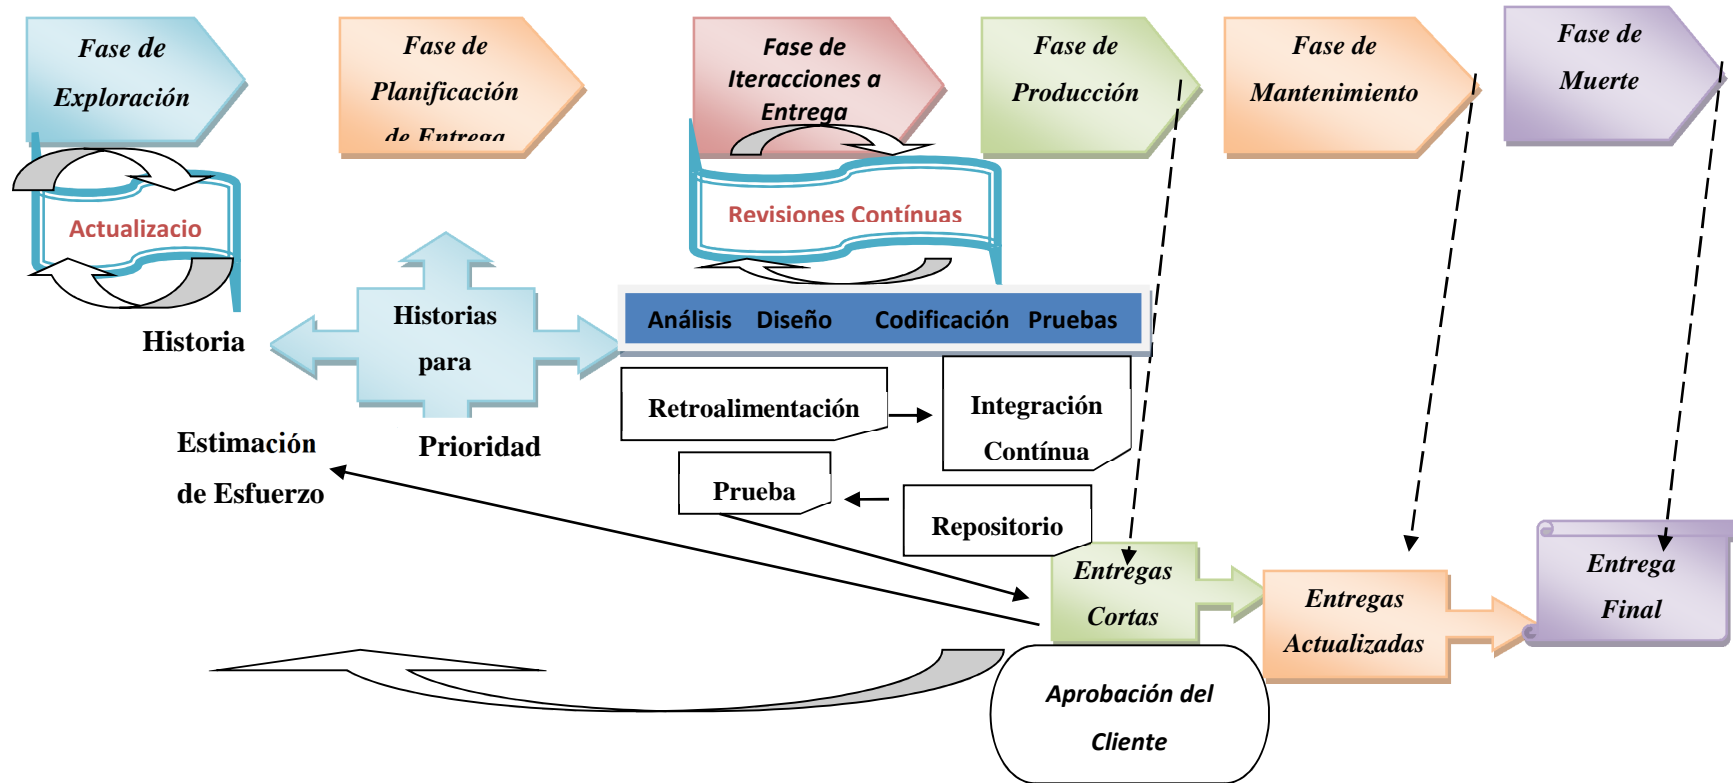 Fase de
Exploración
Fase de
Planificación
de Entrega
Fase de
Iteracciones a
Entrega
Fase de
Producción
Fase de
Mantenimiento
Fase de
Muerte
Actualizacio
Revisiones Contínuas
Historia
Historias
para
Análisis Diseño Codificación Pruebas
Retroalimentación
Integración
Contínua
Estimación
de Esfuerzo
Prioridad
Prueba
Repositorio
Entregas
Cortas
Entregas
Actualizadas
Entrega
Final
Aprobación del
Cliente